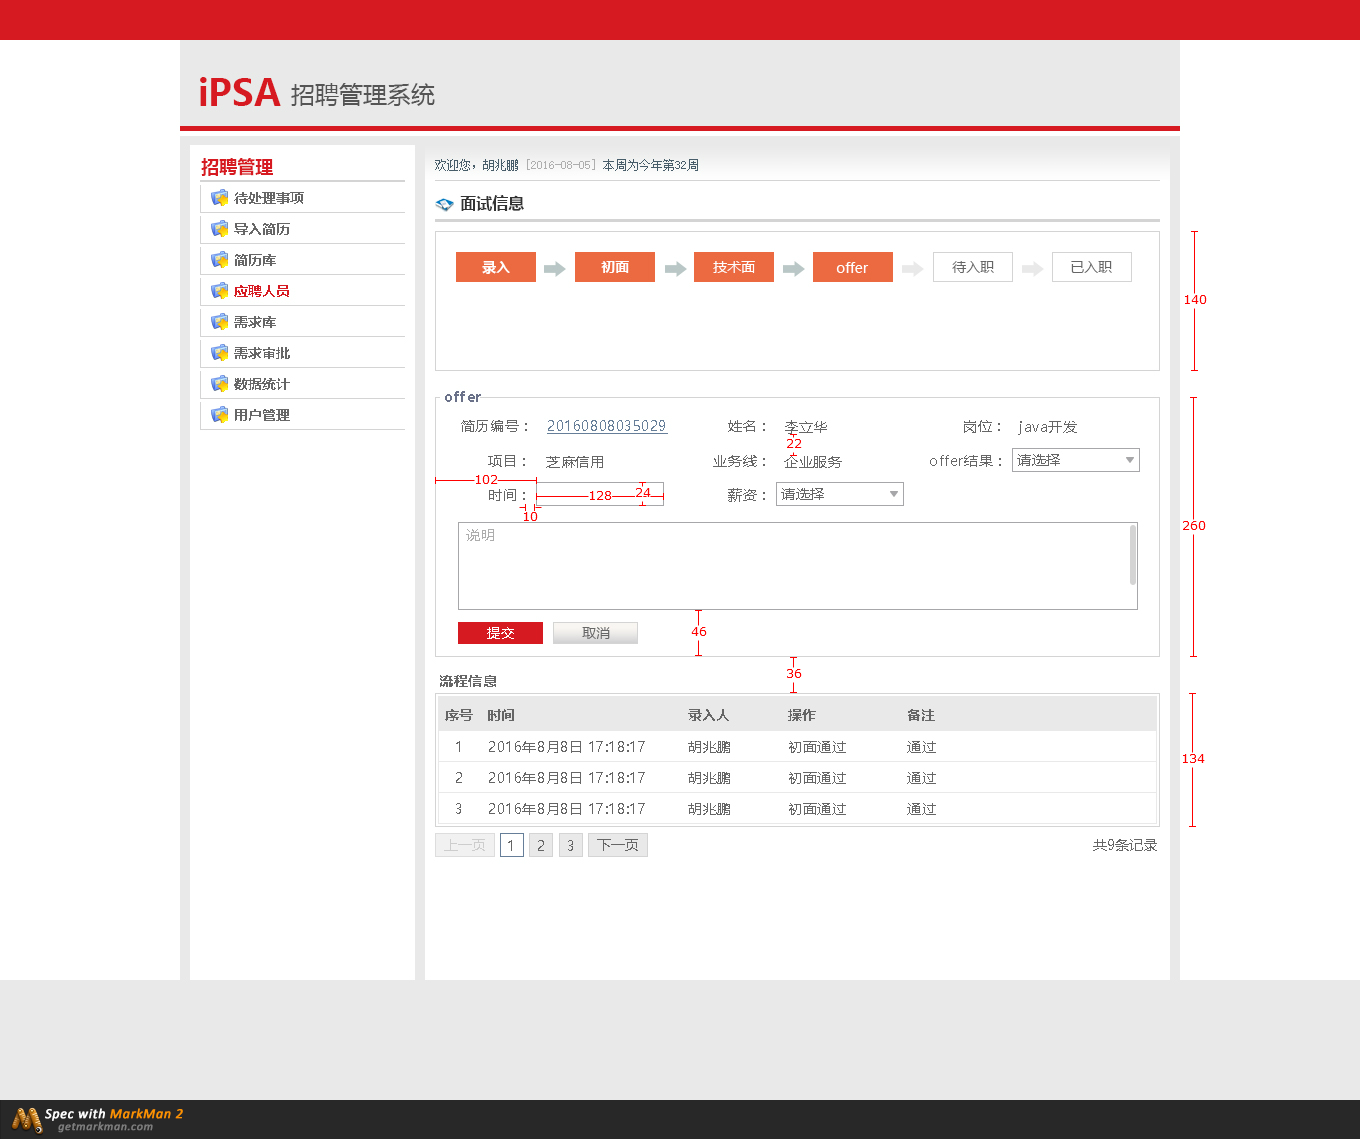 iPSA 招聘管理系统
招聘管理
待处理事项
导入简历
简历库
应聘人员
需求库
需求审批
数据统计
用户管理
欢迎您，胡兆鹏 [2016-08-05] 本周为今年第32周
面试信息
录入 初面 技术面 offer 待入职 已入职
140
offer
简历编号： 20160808035029 姓名： 李立华 岗位： java开发
22
项目： 芝麻信用 业务线： 企业服务 offer结果： 请选择
102
时间： 128 24 薪资： 请选择
10
260
说明
46
提交 取消
36
流程信息
序号 时间 录入人 操作 备注
1 2016年8月8日 17:18:17 胡兆鹏 初面通过 通过
134
2 2016年8月8日 17:18:17 胡兆鹏 初面通过 通过
3 2016年8月8日 17:18:17 胡兆鹏 初面通过 通过
上一页 1 2 3 下一页 共9条记录
Spec with MarkMan 2
getmarkman.com